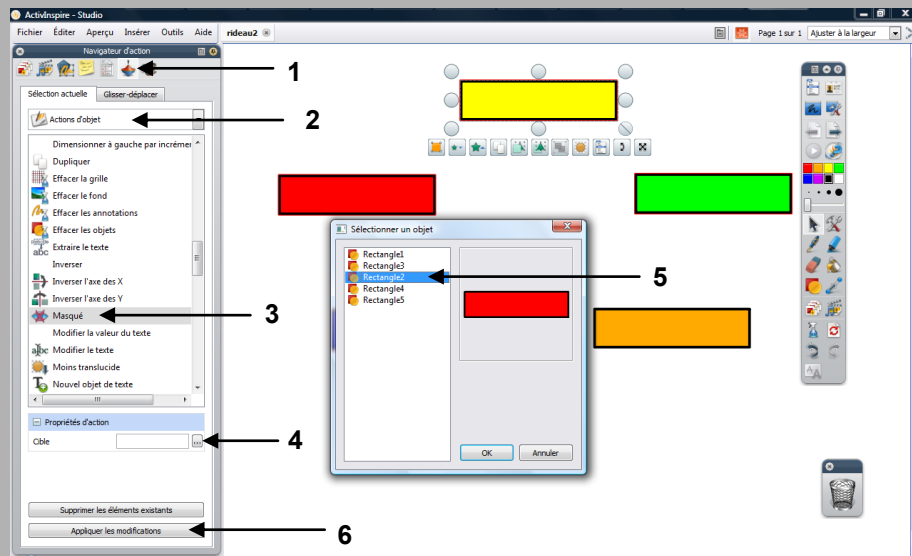 ActivInspire - Studio
Fichier Éditer Aperçu Insérer Outils Aide rideau2 Page 1 sur 1 Ajuster à la largeur
Navigateur d'action
1
Sélection actuelle Glisser-déplacer
Actions d'objet
2
Dimensionner à gauche par incrémer
Dupliquer
Effacer la grille
Effacer le fond
Effacer les annotations
Effacer les objets
abc Extraire le texte
Inverser
Inverser l'axe des X
Inverser l'axe des Y
Masqué
3
Modifier la valeur du texte
Modifier le texte
Moins translucide
Nouvel objet de texte
Propriétés d'action
Cible ...
4
Supprimer les éléments existants
Appliquer les modifications
6
Sélectionner un objet
Rectangle1
Rectangle3
Rectangle2
5
Rectangle4
Rectangle5
OK Annuler